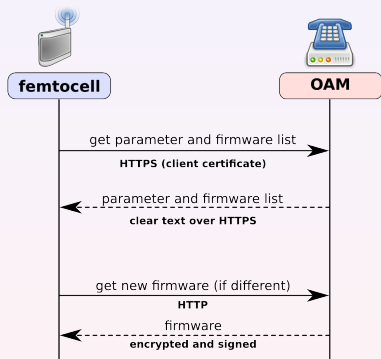 femtocell
OAM
get parameter and firmware list
HTTPS (client certificate)
parameter and firmware list
clear text over HTTPS
get new firmware (if different)
HTTP
firmware
encrypted and signed